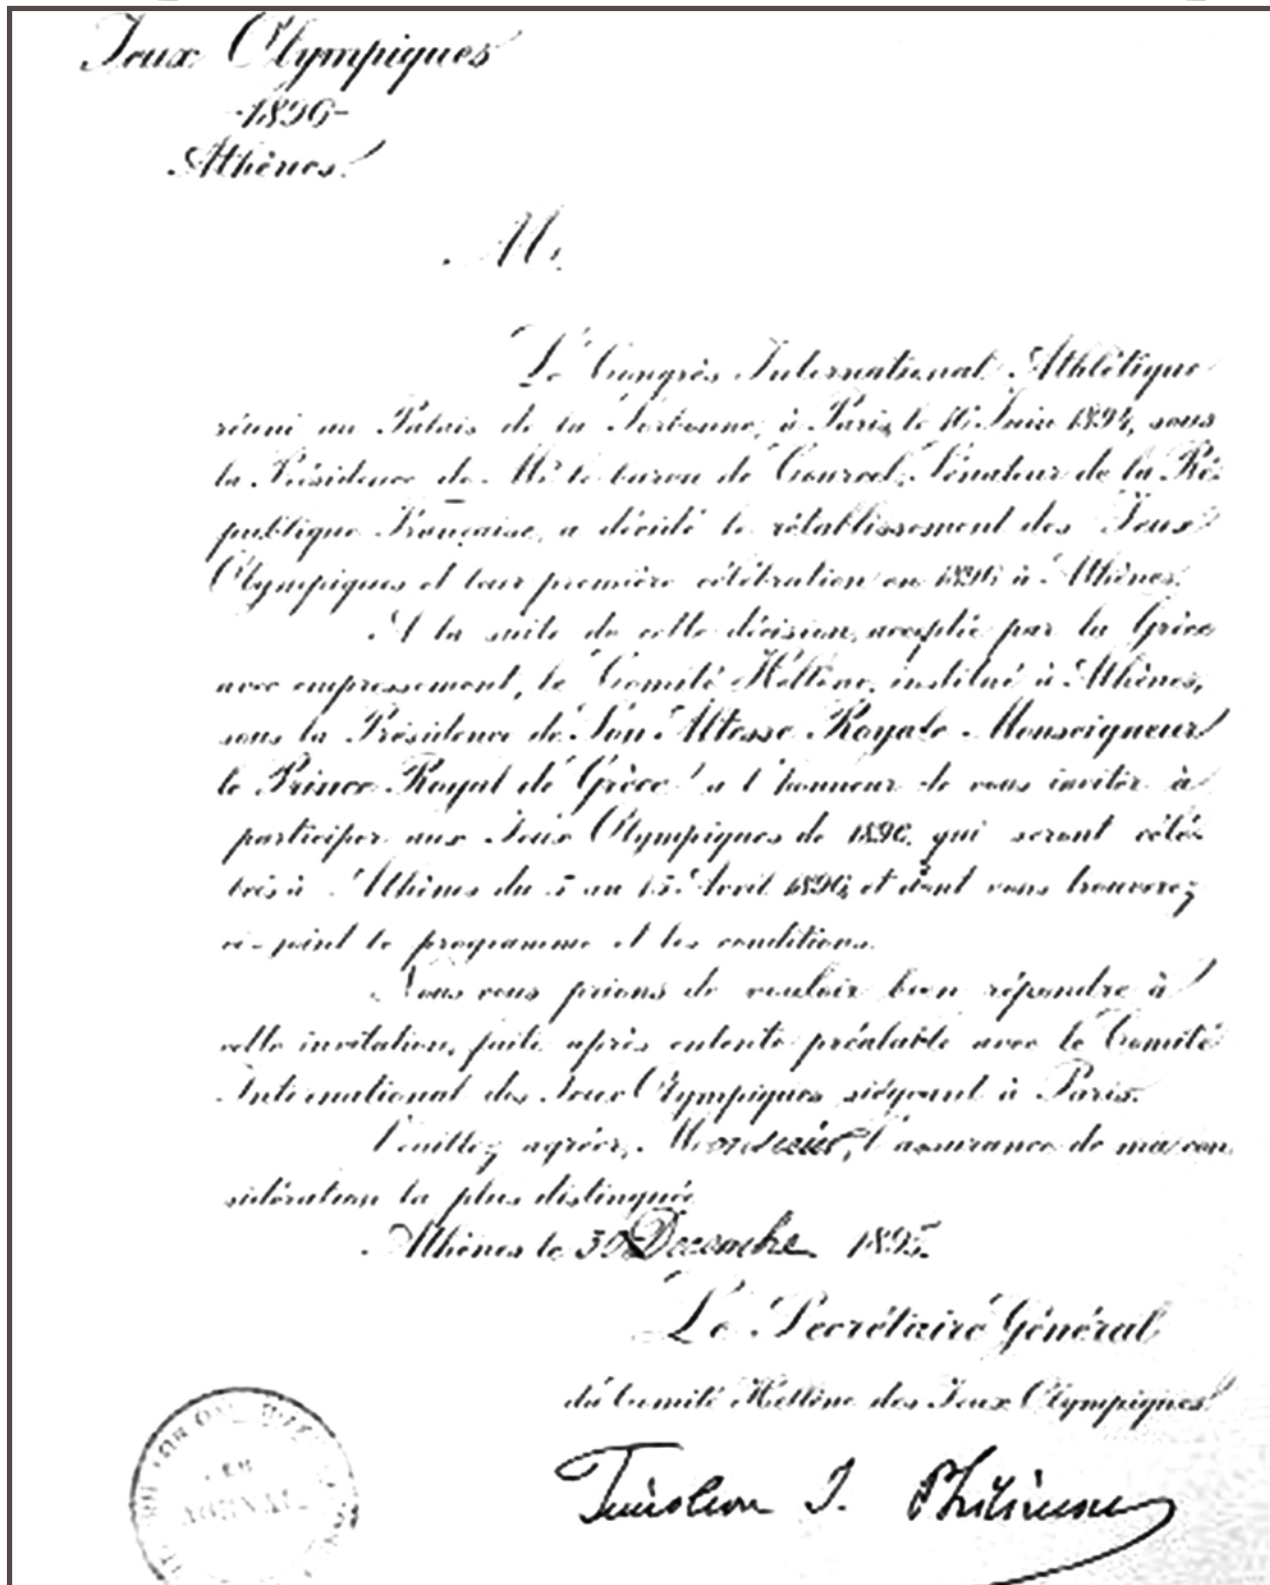 Jeux Olympiques
-1896-
Athènes.
M
Le Congrès International Athlétique
réuni au Palais de la Sorbonne, à Paris, le 16 Juin 1894, sous
la Présidence de Mr le baron de Courcel, Sénateur de la Ré-
publique Française, a décidé le rétablissement des Jeux
Olympiques et leur première célébration en 1896 à Athènes.
A la suite de cette décision, acceptée par la Grèce
avec empressement, le Comité Hellène, institué à Athènes,
sous la Présidence de Son Altesse Royale Monseigneur
le Prince Royal de Grèce a l'honneur de vous inviter à
participer aux Jeux Olympiques de 1896, qui seront célé-
brés à Athènes du 5 au 15 Avril 1896, et dont vous trouverez
ci-joint le programme et les conditions.
Nous vous prions de vouloir bien répondre à
cette invitation, faite après entente préalable avec le Comité
International des Jeux Olympiques siégeant à Paris.
Veuillez agréer, Monsieur, l'assurance de ma con
sidération la plus distinguée
Athènes le 30 Decembre 1895.
Le Secrétaire Général
du Comité Hellène des Jeux Olympiques
Timoleon J. Philimon